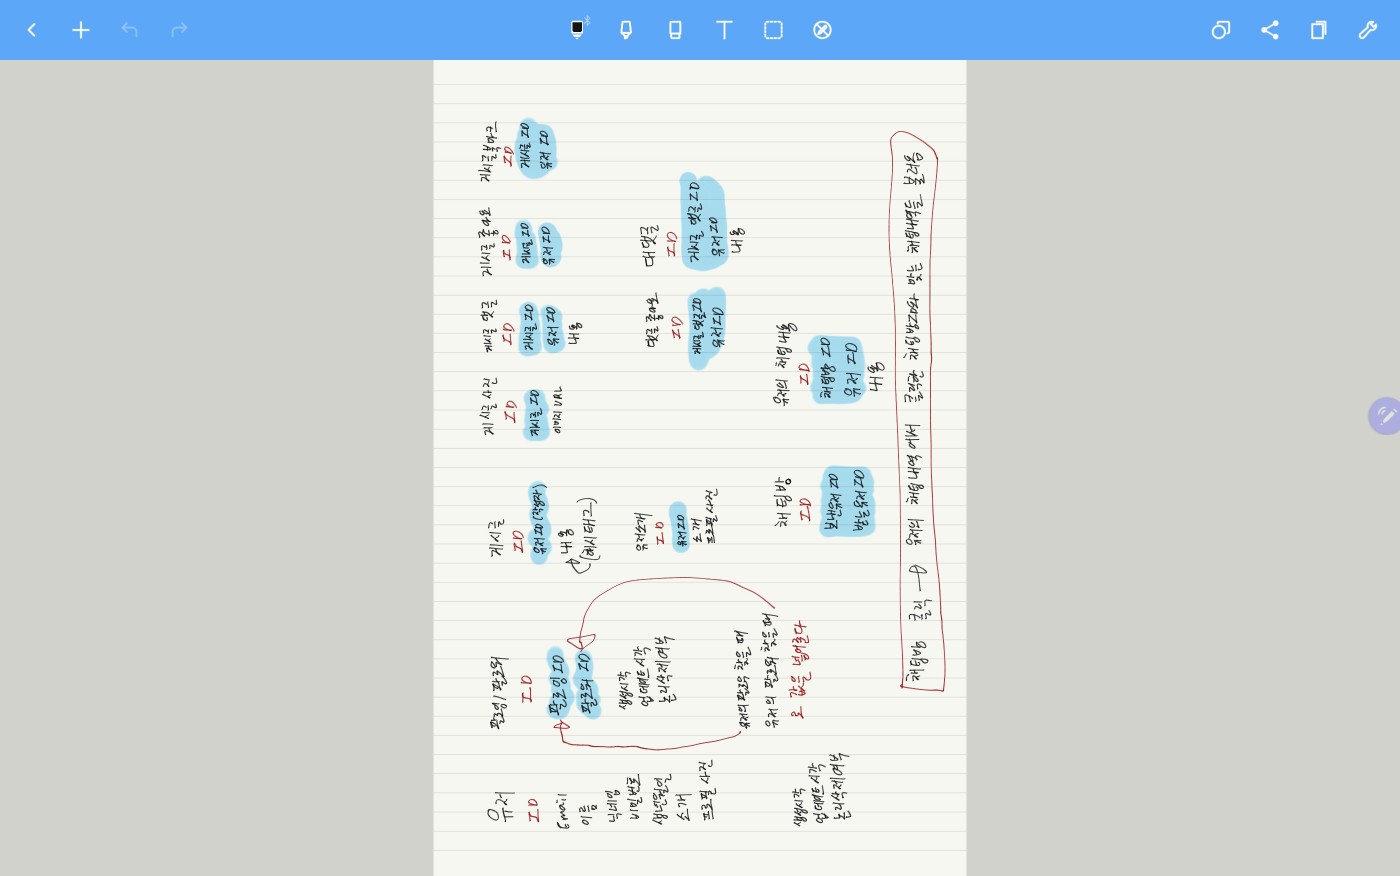 유저
ID
Email
이름
닉네임
비밀번호
생년월일
소개
프로필 사진
생성시각
업데이트 시각
논리삭제여부
팔로잉 / 팔로워
ID
팔로잉 ID
팔로워 ID
생성시각
업데이트 시각
논리삭제여부
유저의 팔로우 찾을 때
유저의 팔로워 찾을 때
로 값을 넘어른다
게시글
ID
유저 ID (작성자)
내용
(해시태그)
유저소개
ID
유저 ID
소개
프로필 사진
게시글 사진
ID
게시글 ID
이미지 URL
게시글 댓글
ID
게시글 ID
유저 ID
내용
게시글 좋아요
ID
게시글 ID
유저 ID
게시글 북마크
ID
게시글 ID
유저 ID
댓글 좋아요
ID
게시글 댓글 ID
유저 ID
대댓글
ID
게시글 댓글 ID
유저 ID
내용
채팅방
ID
보낸유저 ID
받는유저 ID
유저의 채팅내용
ID
채팅방 ID
유저 ID
내용
채팅방 클릭 → 유저의 채팅내역에서 클릭한 채팅방ID와 맞는 채팅내역들 불러옴